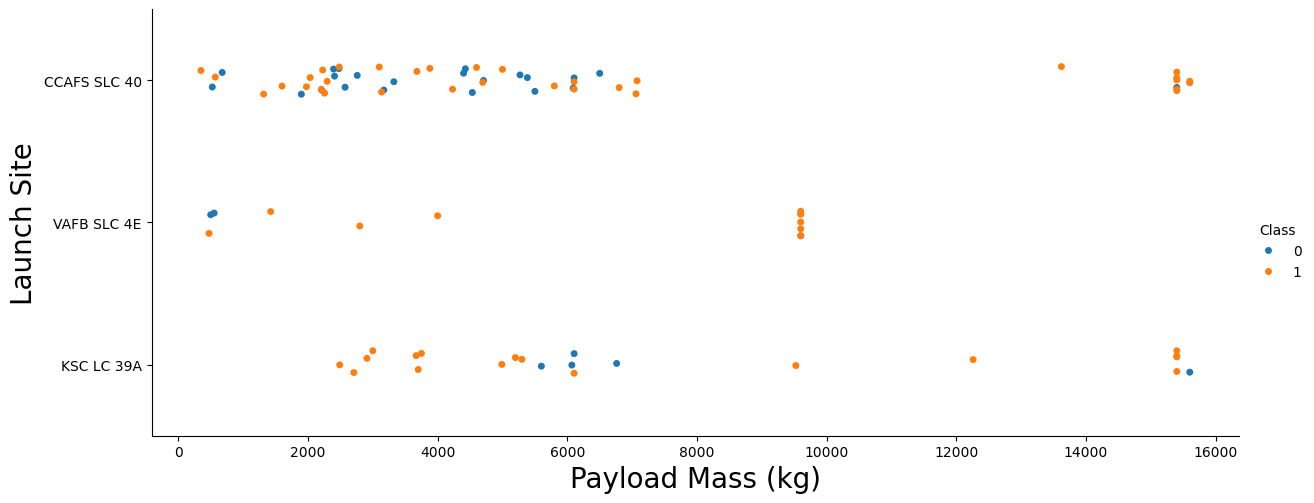 Launch Site
CCAFS SLC 40
VAFB SLC 4E
KSC LC 39A
0 2000 4000 6000 8000 10000 12000 14000 16000
Payload Mass (kg)
Class
0
1